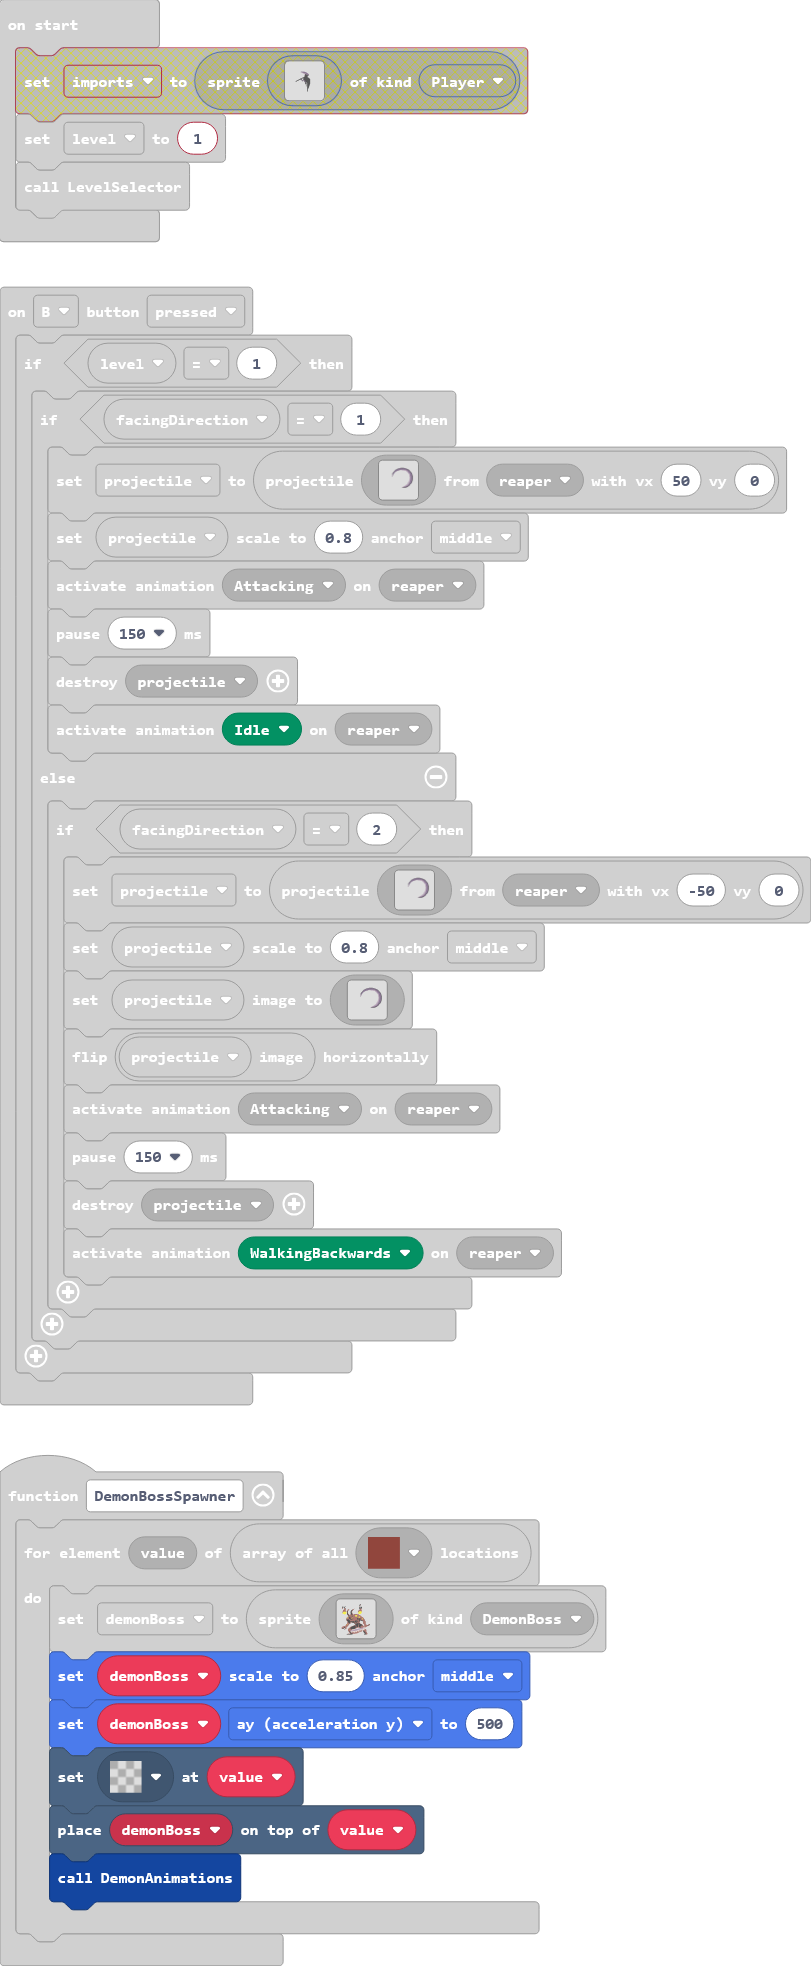 on start
set imports to sprite of kind Player
set level to 1
call LevelSelector
on B button pressed
if level = 1 then
if facingDirection = 1 then
set projectile to projectile from reaper with vx 50 vy 0
set projectile scale to 0.8 anchor middle
activate animation Attacking on reaper
pause 150 ms
destroy projectile
activate animation Idle on reaper
else
if facingDirection = 2 then
set projectile to projectile from reaper with vx -50 vy 0
set projectile scale to 0.8 anchor middle
set projectile image to
flip projectile image horizontally
activate animation Attacking on reaper
pause 150 ms
destroy projectile
activate animation WalkingBackwards on reaper
function DemonBossSpawner
for element value of array of all locations
do
set demonBoss to sprite of kind DemonBoss
set demonBoss scale to 0.85 anchor middle
set demonBoss ay (acceleration y) to 500
set at value
place demonBoss on top of value
call DemonAnimations